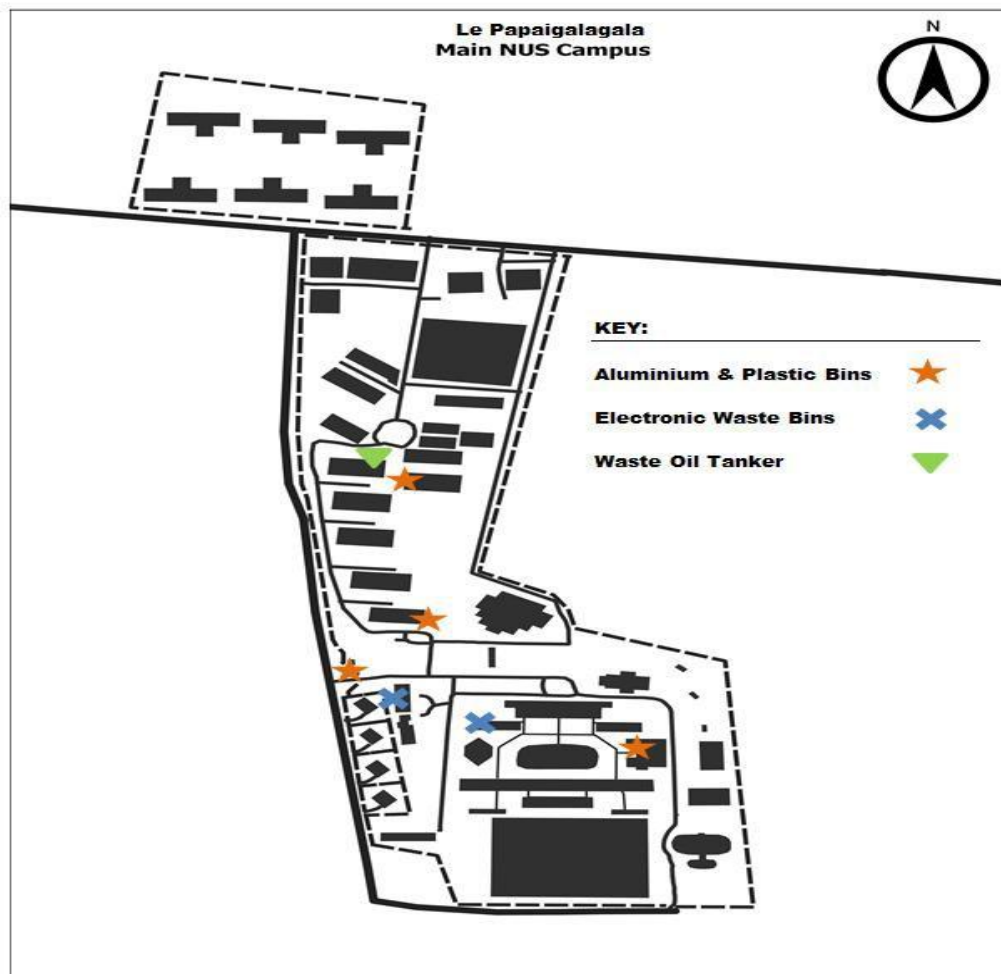 Le Papaigalagala
Main NUS Campus
N
KEY:
Aluminium & Plastic Bins
Electronic Waste Bins
Waste Oil Tanker